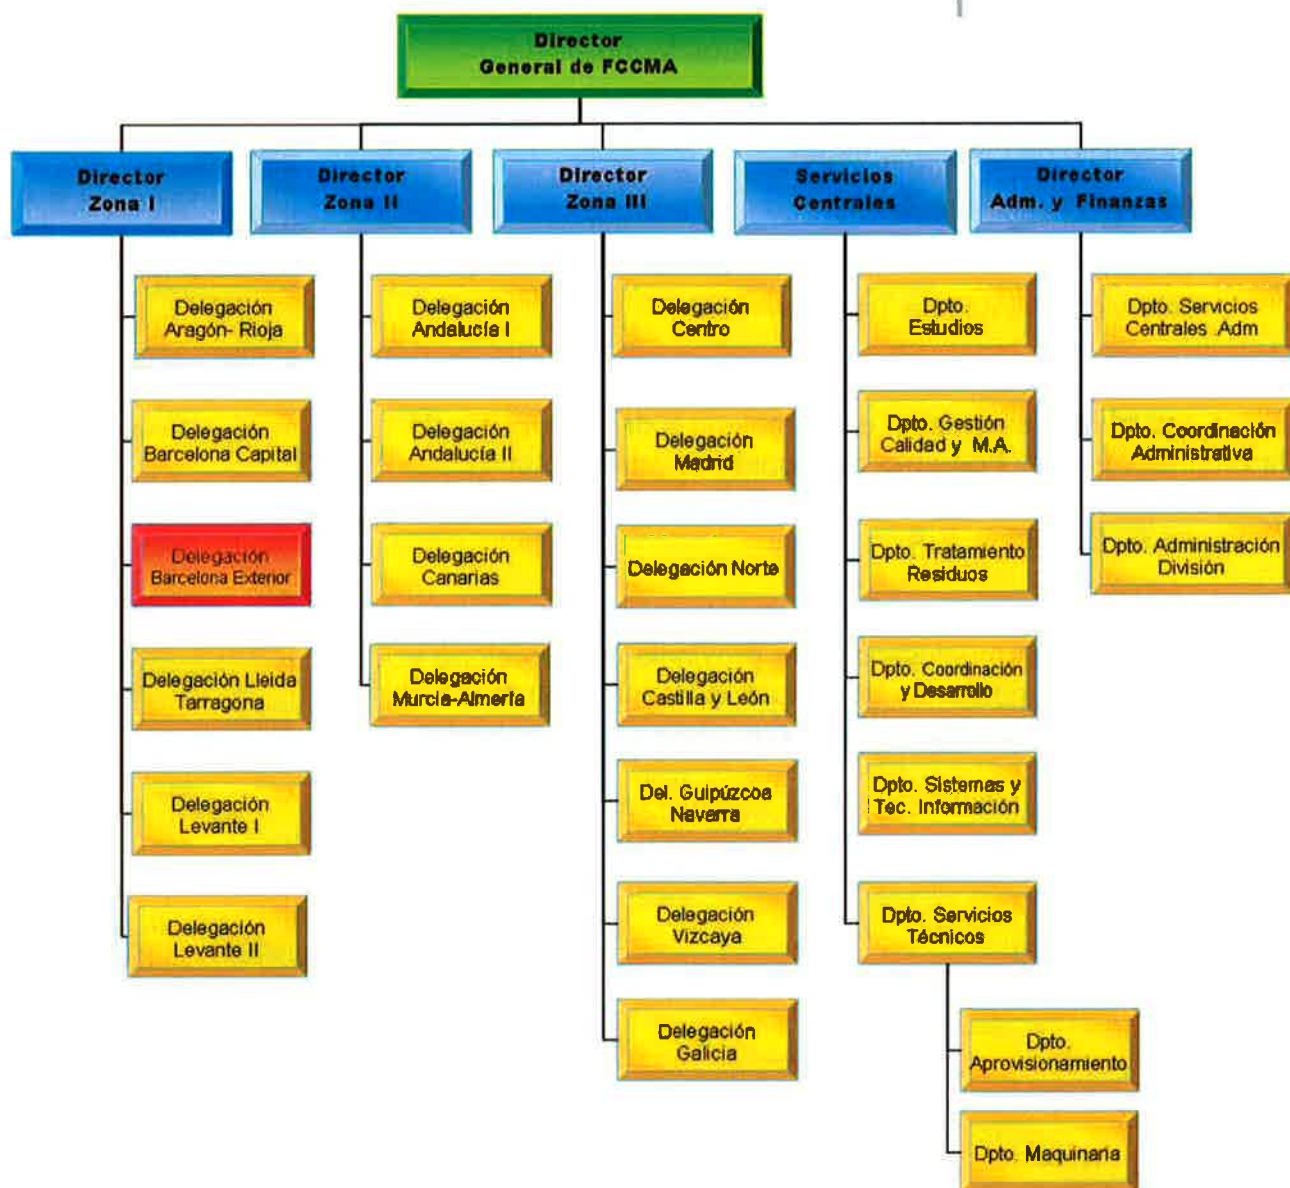 Director
General de FCCMA
Director
Zona I
Director
Zona II
Director
Zona III
Servicios
Centrales
Director
Adm. y Finanzas
Delegación
Aragón- Rioja
Delegación
Barcelona Capital
Delegación
Barcelona Exterior
Delegación Lleida
Tarragona
Delegación
Levante I
Delegación
Levante II
Delegación
Andalucía I
Delegación
Andalucía II
Delegación
Canarias
Delegación
Murcia-Almería
Delegación
Centro
Delegación
Madrid
Delegación Norte
Delegación
Castilla y León
Del. Guipúzcoa
Navarra
Delegación
Vizcaya
Delegación
Galicia
Dpto.
Estudios
Dpto. Gestión
Calidad y M.A.
Dpto. Tratamiento
Residuos
Dpto. Coordinación
y Desarrollo
Dpto. Sistemas y
Tec. Información
Dpto. Servicios
Técnicos
Dpto.
Aprovisionamiento
Dpto. Maquinaria
Dpto. Servicios
Centrales Adm
Dpto. Coordinación
Administrativa
Dpto. Administración
División